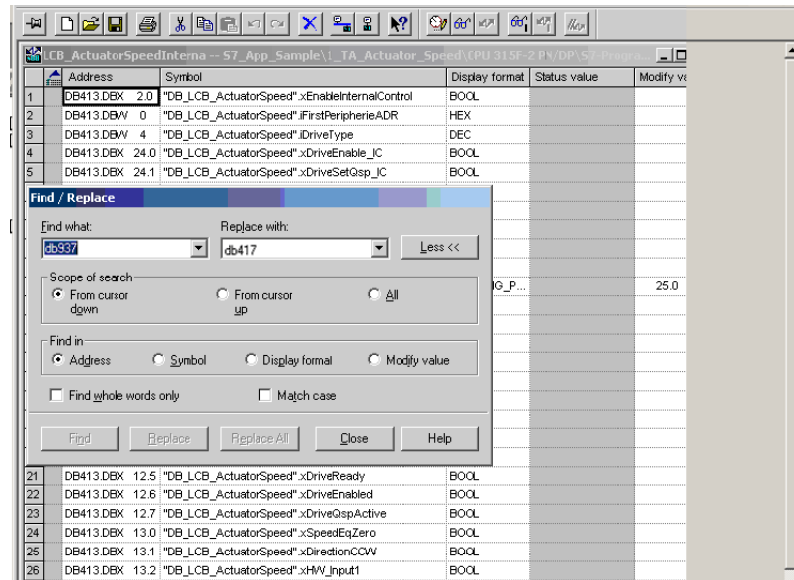 LCB_ActuatorSpeedInterna -- S7_App_Sample\1_TA_Actuator_Speed\CPU 315F-2 PN/DP\S7-Progra...
Address Symbol Display format Status value Modify va
1 DB413.DBX 2.0 "DB_LCB_ActuatorSpeed".xEnableInternalControl BOOL
2 DB413.DBW 0 "DB_LCB_ActuatorSpeed".iFirstPeripherieADR HEX
3 DB413.DBW 4 "DB_LCB_ActuatorSpeed".iDriveType DEC
4 DB413.DBX 24.0 "DB_LCB_ActuatorSpeed".xDriveEnable_IC BOOL
5 DB413.DBX 24.1 "DB_LCB_ActuatorSpeed".xDriveSetQsp_IC BOOL
Find / Replace
Find what: Replace with:
db937 db417 Less <<
Scope of search
From cursor down From cursor up All
NG_P... 25.0
Find in
Address Symbol Display format Modify value
Find whole words only Match case
Find Replace Replace All Close Help
21 DB413.DBX 12.5 "DB_LCB_ActuatorSpeed".xDriveReady BOOL
22 DB413.DBX 12.6 "DB_LCB_ActuatorSpeed".xDriveEnabled BOOL
23 DB413.DBX 12.7 "DB_LCB_ActuatorSpeed".xDriveQspActive BOOL
24 DB413.DBX 13.0 "DB_LCB_ActuatorSpeed".xSpeedEqZero BOOL
25 DB413.DBX 13.1 "DB_LCB_ActuatorSpeed".xDirectionCCW BOOL
26 DB413.DBX 13.2 "DB_LCB_ActuatorSpeed".xHW_Input1 BOOL